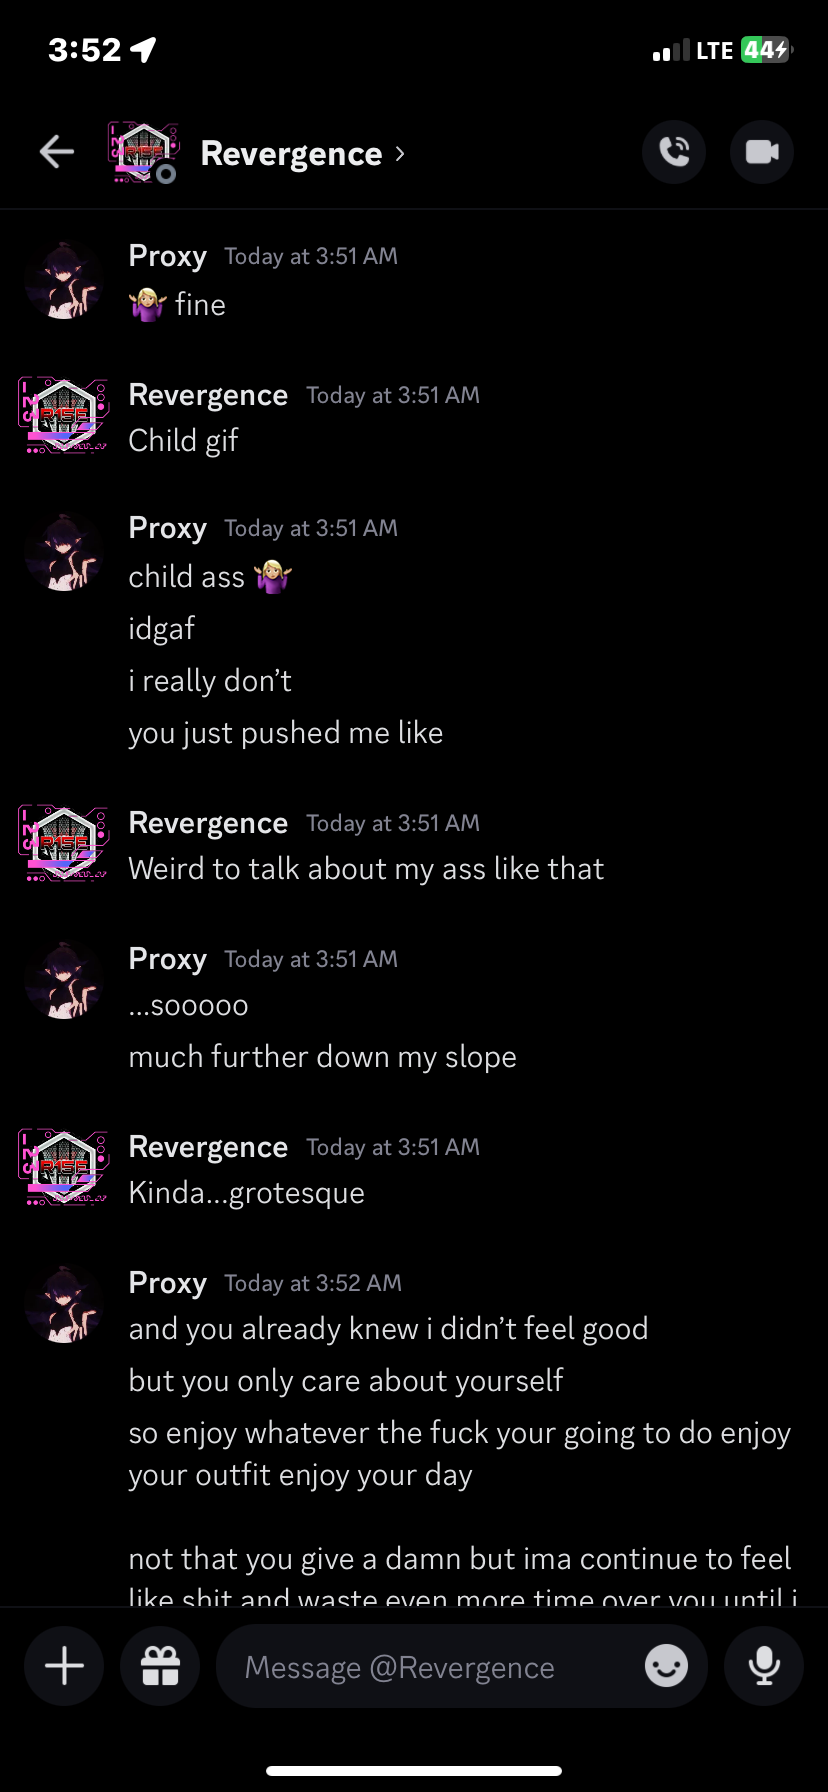 3:52
LTE 44
Revergence
Proxy Today at 3:51 AM
🤷🏼‍♀️ fine
Revergence Today at 3:51 AM
Child gif
Proxy Today at 3:51 AM
child ass 🤷🏼‍♀️
idgaf
i really don’t
you just pushed me like
Revergence Today at 3:51 AM
Weird to talk about my ass like that
Proxy Today at 3:51 AM
...sooooo
much further down my slope
Revergence Today at 3:51 AM
Kinda...grotesque
Proxy Today at 3:52 AM
and you already knew i didn’t feel good
but you only care about yourself
so enjoy whatever the fuck your going to do enjoy
your outfit enjoy your day
not that you give a damn but ima continue to feel
like shit and waste even more time over you until i
Message @Revergence